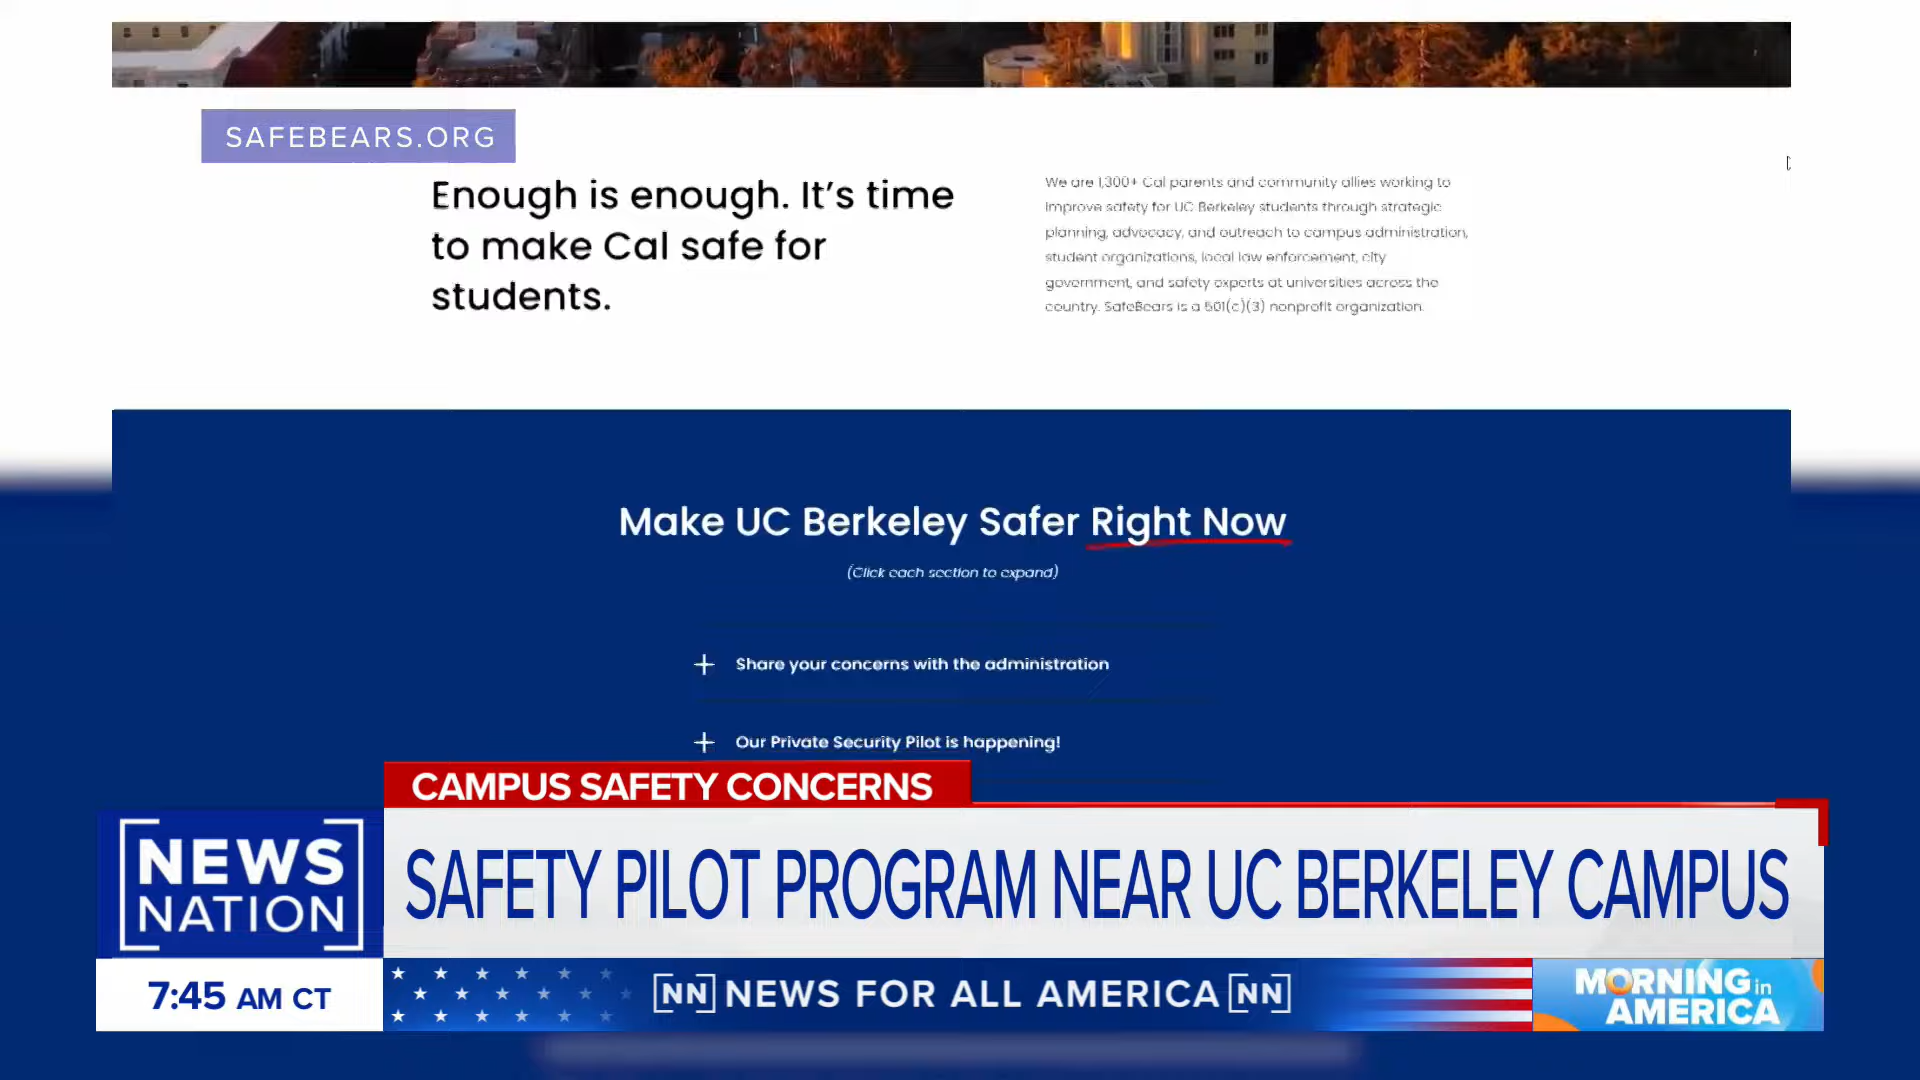 SAFEBEARS.ORG
Enough is enough. It's time
to make Cal safe for
students.
We are 1,300+ Cal parents and community allies working to
improve safety for UC Berkeley students through strategic
planning, advocacy, and outreach to campus administration,
student organizations, local law enforcement, city
government, and safety experts at universities across the
country. SafeBears is a 501(c)(3) nonprofit organization.
Make UC Berkeley Safer Right Now
(Click each section to expand)
Share your concerns with the administration
Our Private Security Pilot is happening!
CAMPUS SAFETY CONCERNS
SAFETY PILOT PROGRAM NEAR UC BERKELEY CAMPUS
NEWS
NATION
7:45 AM CT
NN NEWS FOR ALL AMERICA NN
MORNING in
AMERICA